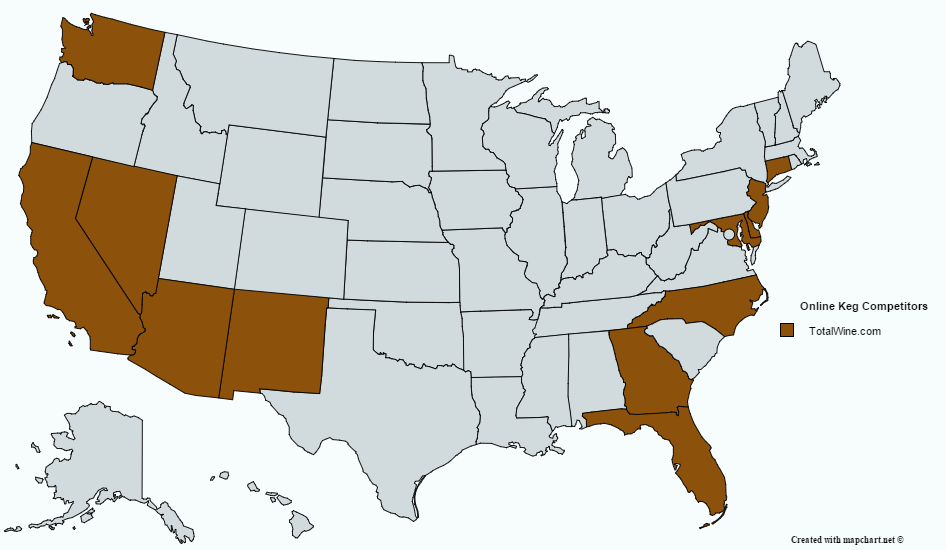 Online Keg Competitors
TotalWine.com
Created with mapchart.net ©